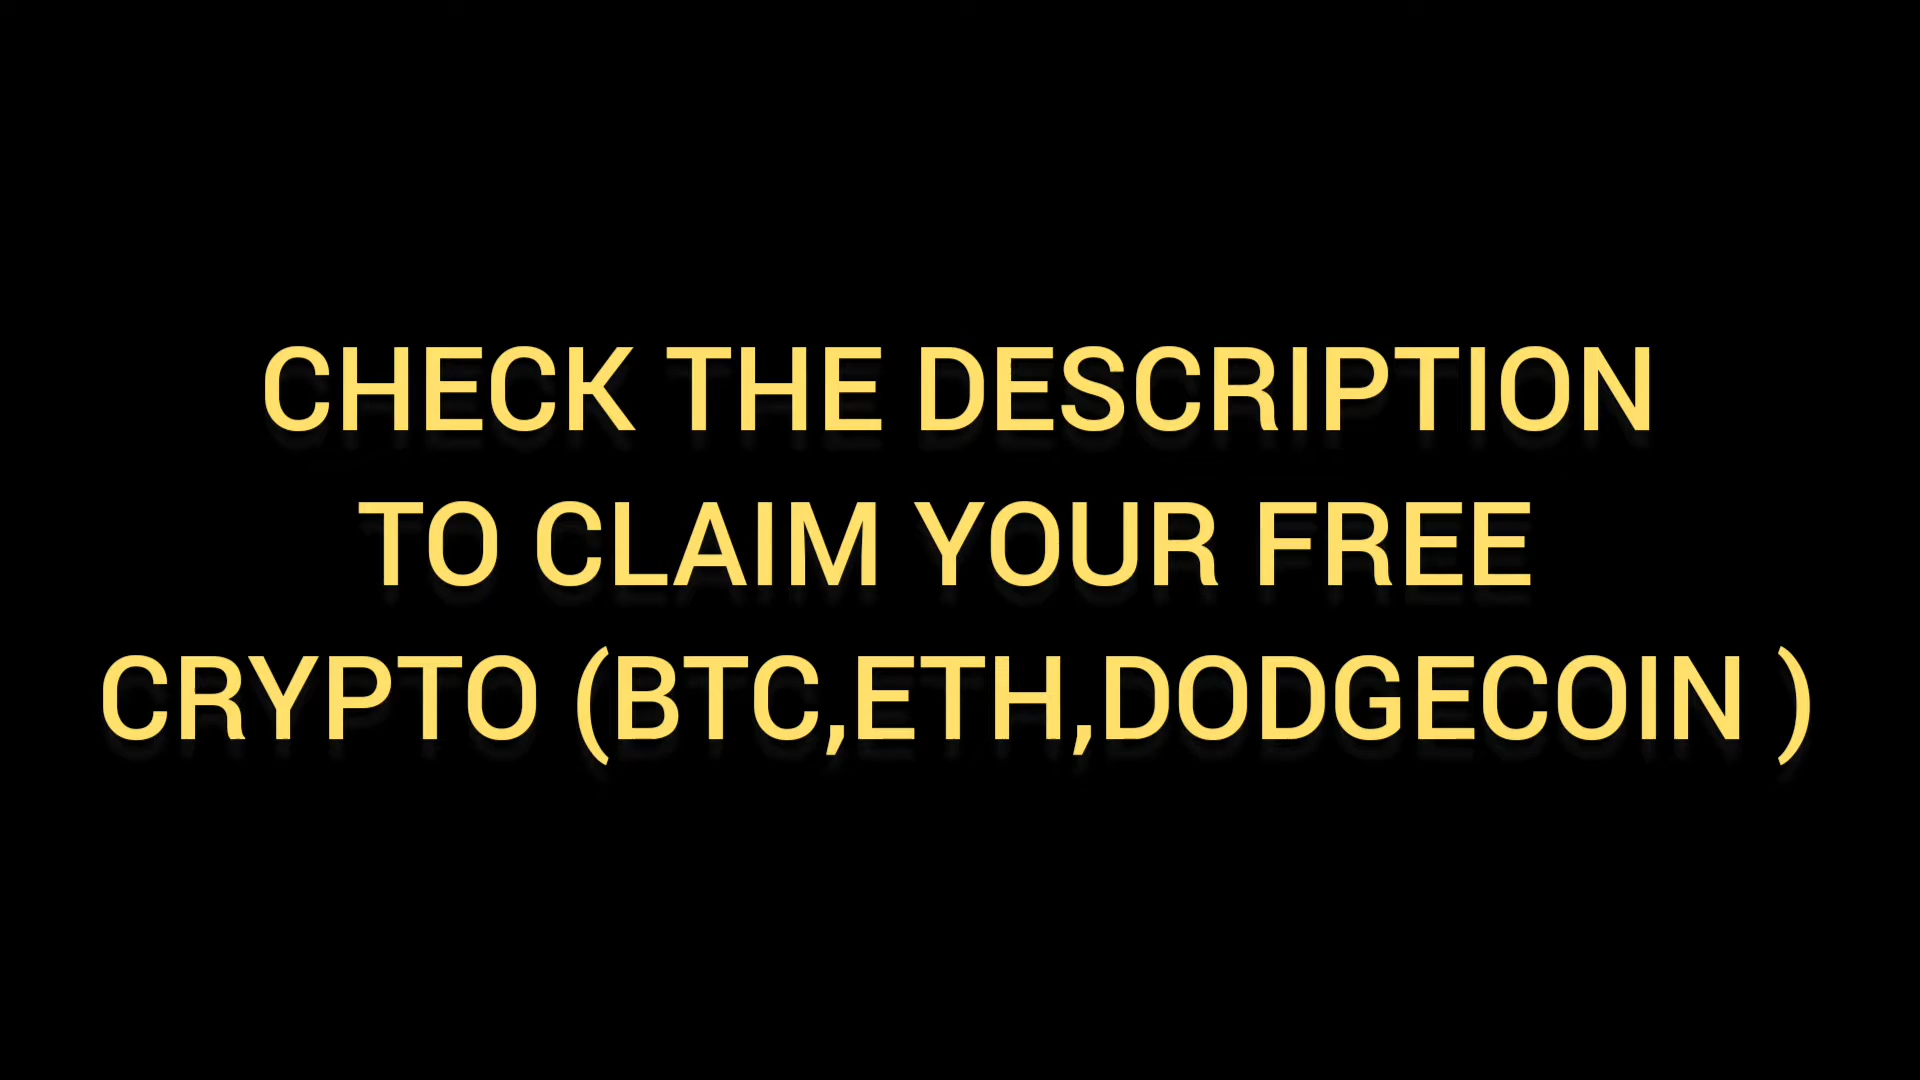 CHECK THE DESCRIPTION
TO CLAIM YOUR FREE
CRYPTO (BTC,ETH,DODGECOIN )